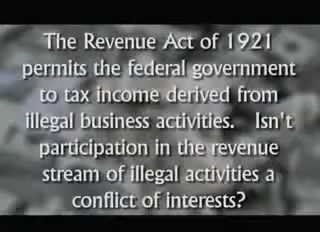 The Revenue Act of 1921
permits the federal government
to tax income derived from
illegal business activities. Isn't
participation in the revenue
stream of illegal activities a
conflict of interests?